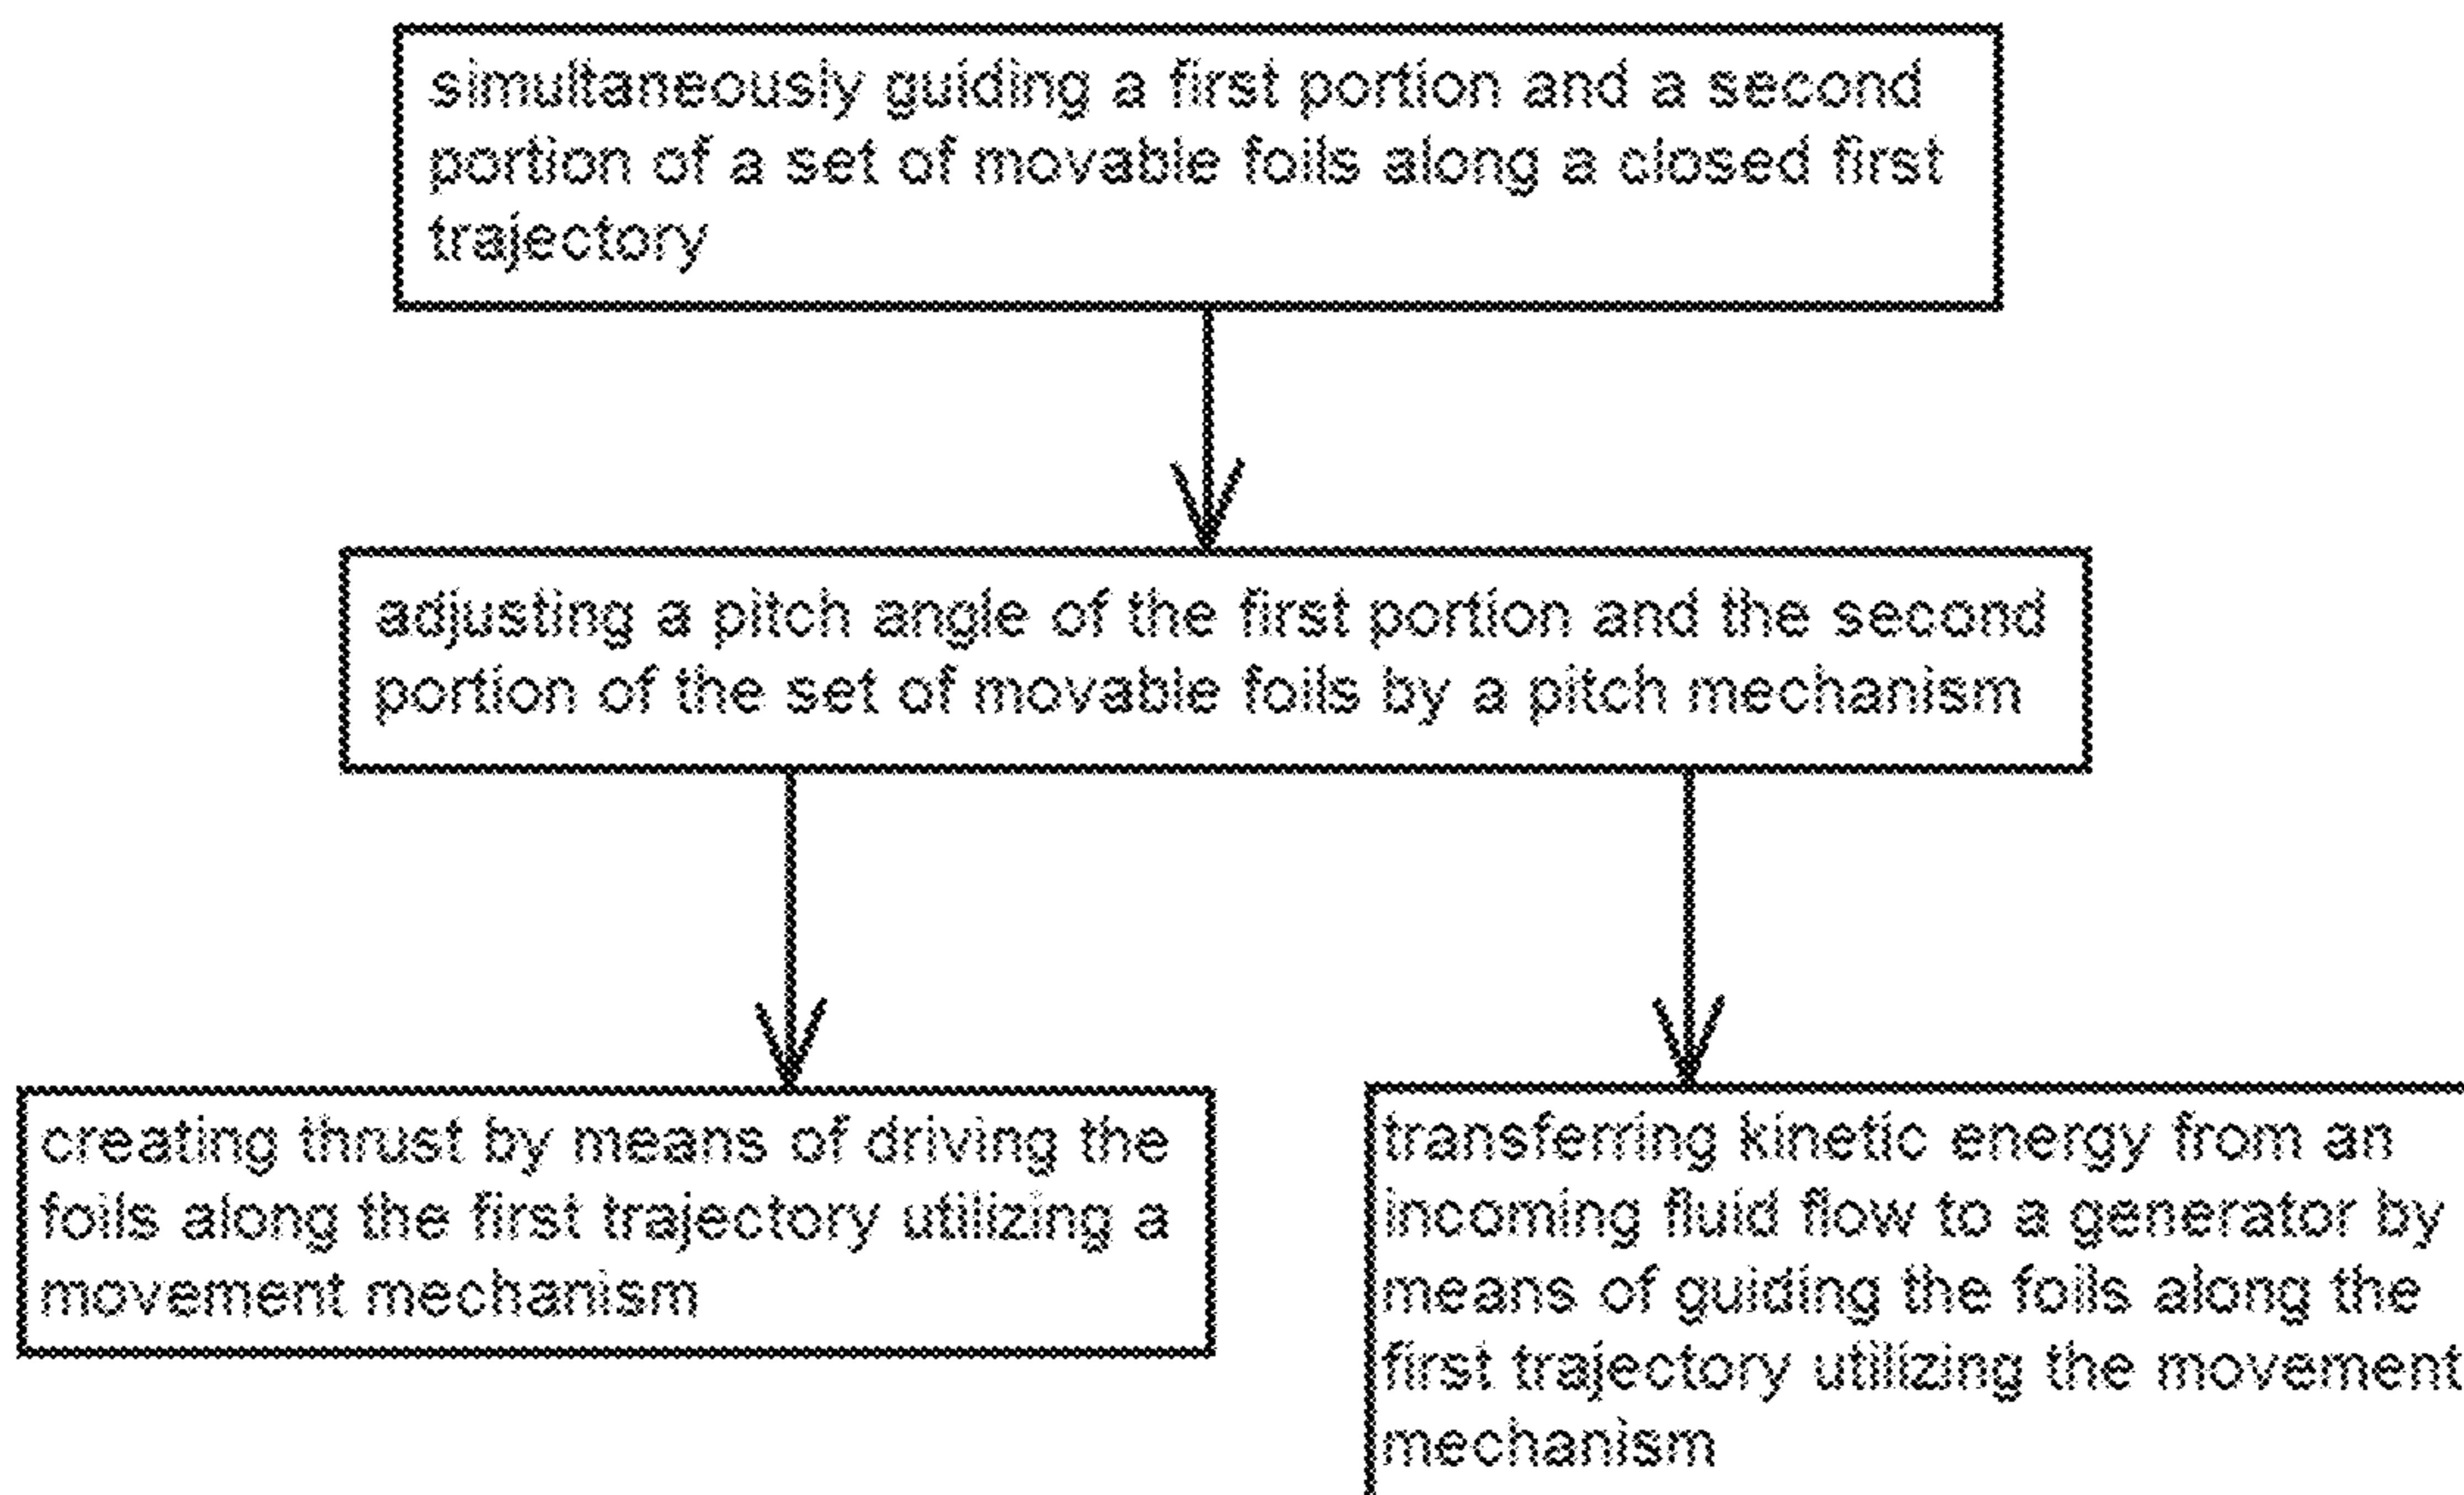 simultaneously guiding a first portion and a second
portion of a set of movable foils along a closed first
trajectory
adjusting a pitch angle of the first portion and the second
portion of the set of movable foils by a pitch mechanism
creating thrust by means of driving the
foils along the first trajectory utilizing a
movement mechanism
transferring kinetic energy from an
incoming fluid flow to a generator by
means of guiding the foils along the
first trajectory utilizing the movement
mechanism